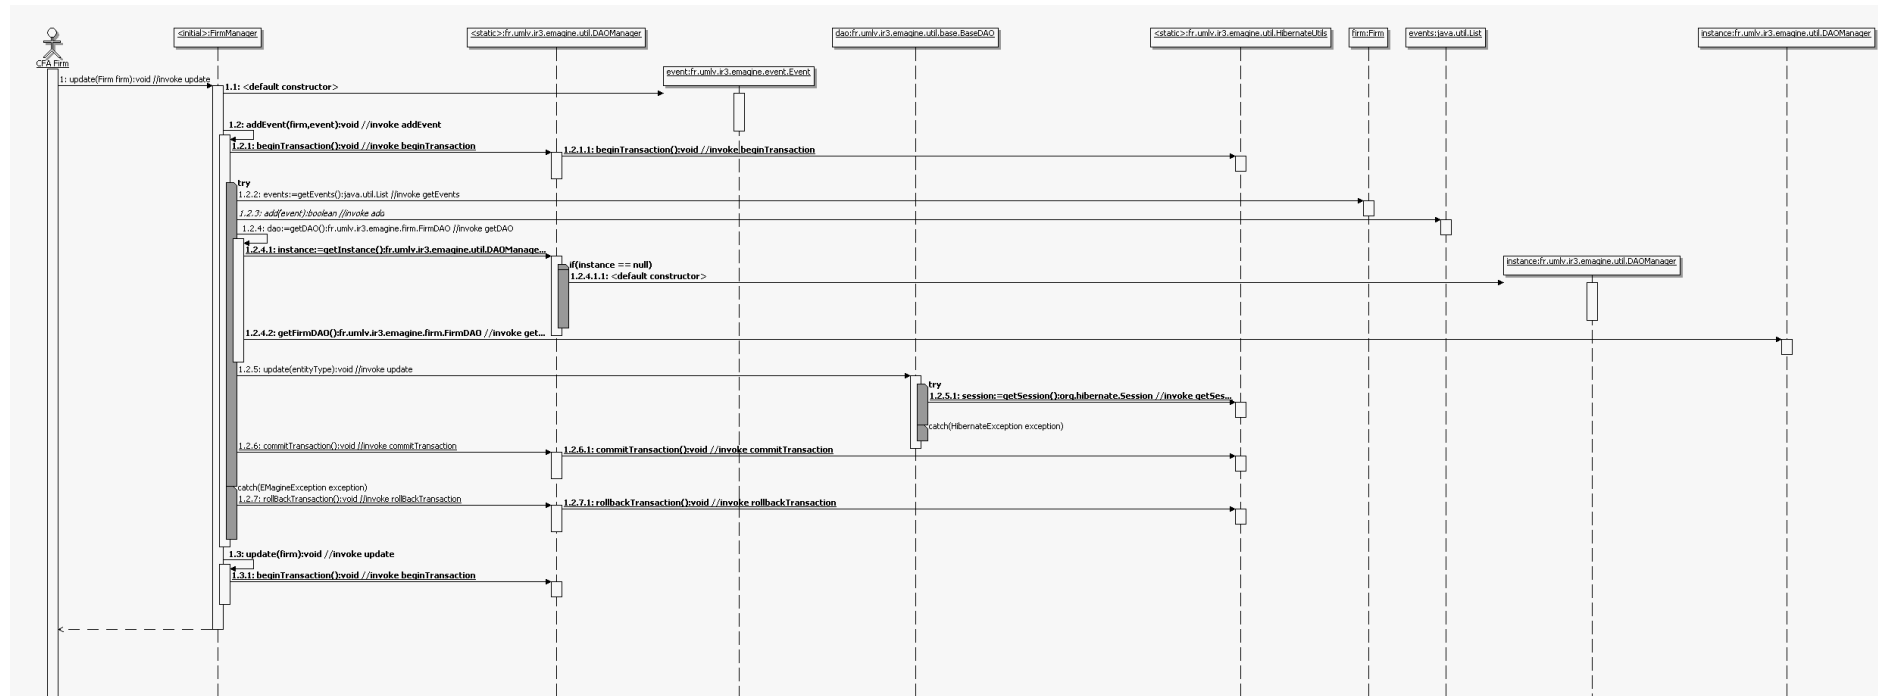 <initial>:FirmManager
<static>:fr.umlv.ir3.emagine.util.DAOManager
dao:fr.umlv.ir3.emagine.util.base.BaseDAO
<static>:fr.umlv.ir3.emagine.util.HibernateUtils
firm:Firm
events:java.util.List
instance:fr.umlv.ir3.emagine.util.DAOManager
CFA Firm
event:fr.umlv.ir3.emagine.event.Event
1: update(Firm firm):void //invoke update
1.1: <default constructor>
1.2: addEvent(firm,event):void //invoke addEvent
1.2.1: beginTransaction():void //invoke beginTransaction
1.2.1.1: beginTransaction():void //invoke beginTransaction
try
1.2.2: events:=getEvents():java.util.List //invoke getEvents
1.2.3: add(event):boolean //invoke add
1.2.4: dao:=getDAO():fr.umlv.ir3.emagine.firm.FirmDAO //invoke getDAO
1.2.4.1: instance:=getInstance():fr.umlv.ir3.emagine.util.DAOManage...
if(instance == null)
instance:fr.umlv.ir3.emagine.util.DAOManager
1.2.4.1.1: <default constructor>
1.2.4.2: getFirmDAO():fr.umlv.ir3.emagine.firm.FirmDAO //invoke get...
1.2.5: update(entityType):void //invoke update
try
1.2.5.1: session:=getSession():org.hibernate.Session //invoke getSes...
catch(HibernateException exception)
1.2.6: commitTransaction():void //invoke commitTransaction
1.2.6.1: commitTransaction():void //invoke commitTransaction
catch(EMagineException exception)
1.2.7: rollBackTransaction():void //invoke rollBackTransaction
1.2.7.1: rollbackTransaction():void //invoke rollbackTransaction
1.3: update(firm):void //invoke update
1.3.1: beginTransaction():void //invoke beginTransaction